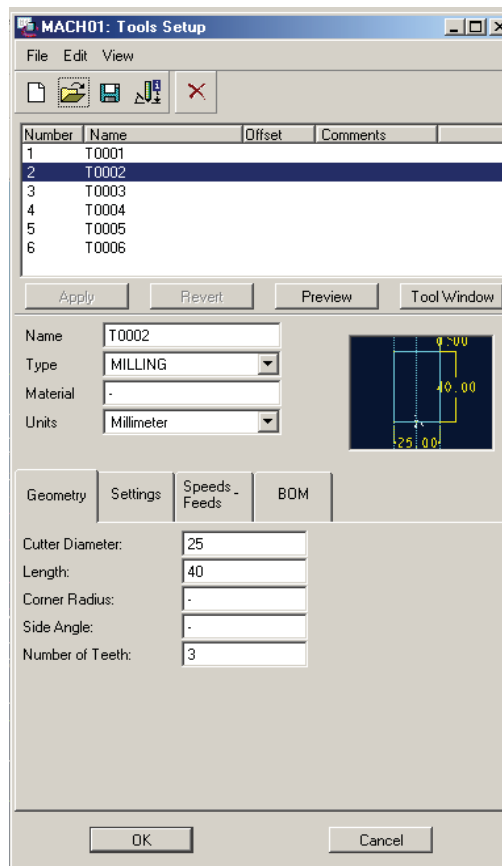 MACH01: Tools Setup
File Edit View
Number Name Offset Comments
1 T0001
2 T0002
3 T0003
4 T0004
5 T0005
6 T0006
Apply Revert Preview Tool Window
Name T0002
Type MILLING
Material -
Units Millimeter
40.00
25.00
Geometry Settings Speeds - Feeds BOM
Cutter Diameter: 25
Length: 40
Corner Radius: -
Side Angle: -
Number of Teeth: 3
OK Cancel